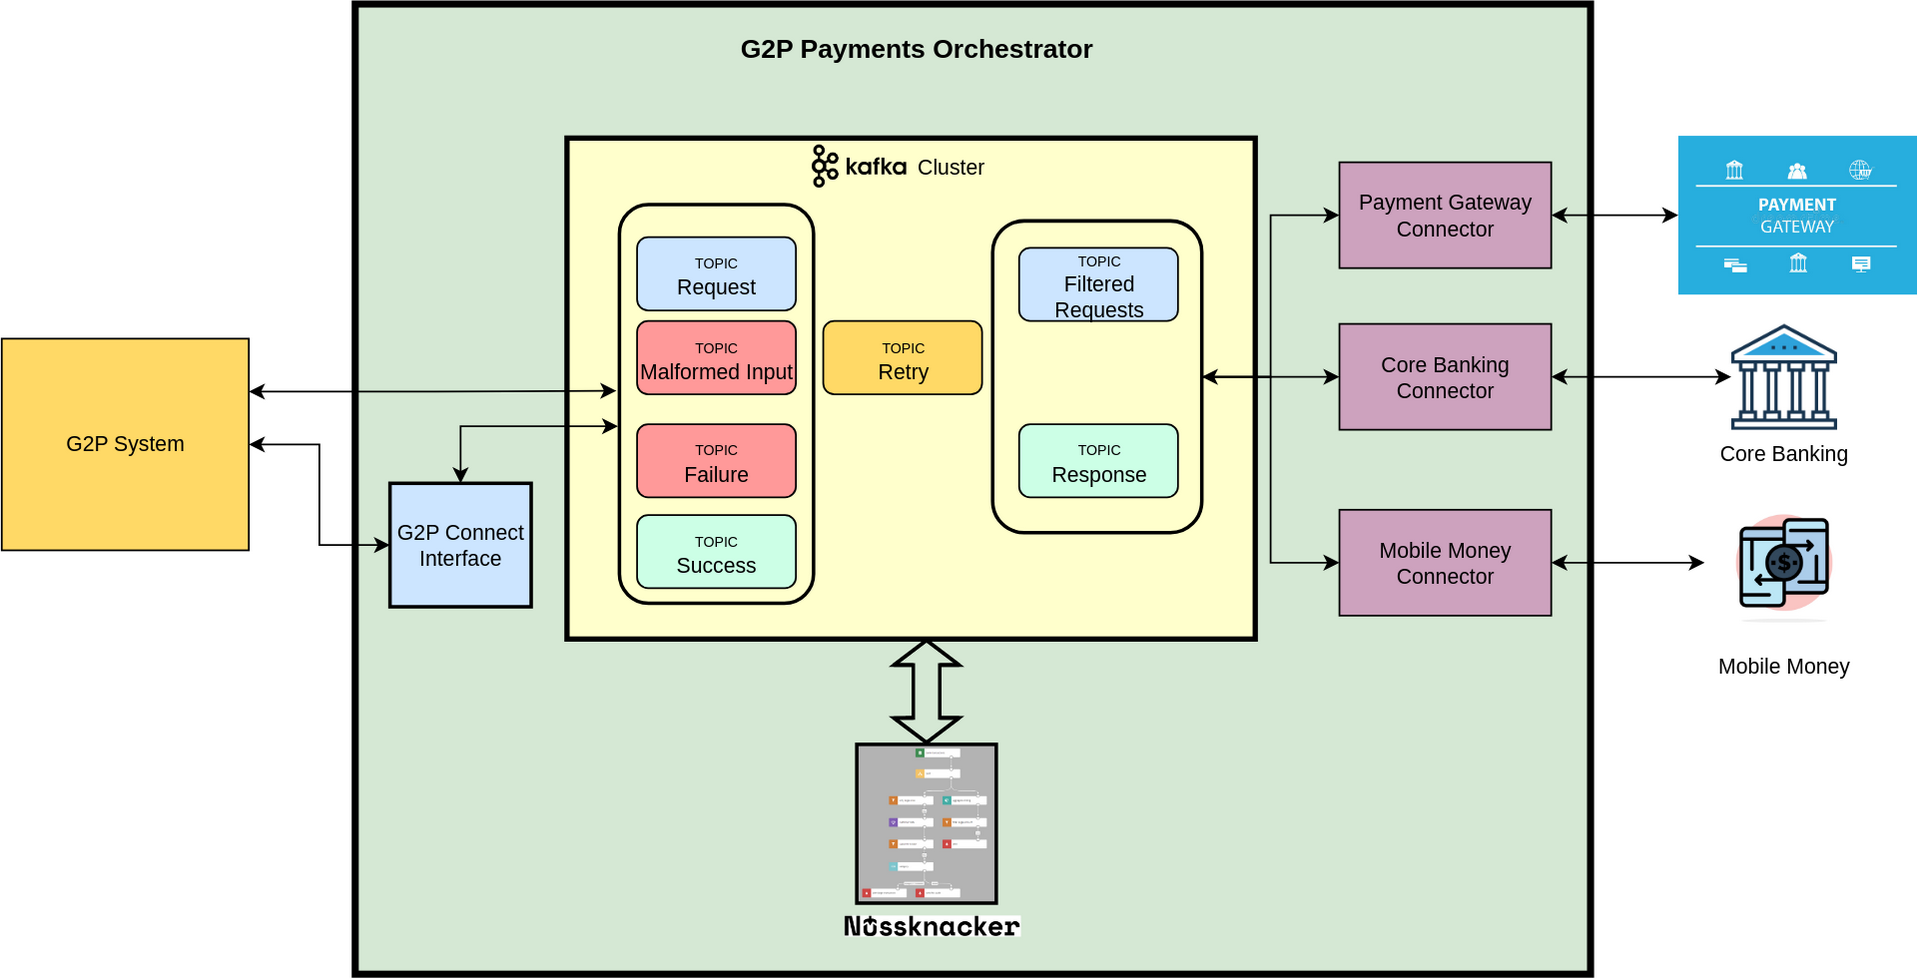 G2P Payments Orchestrator
kafka Cluster
TOPIC
Request
TOPIC
Malformed Input
TOPIC
Failure
TOPIC
Success
TOPIC
Retry
TOPIC
Filtered
Requests
TOPIC
Response
G2P System
G2P Connect
Interface
Payment Gateway
Connector
Core Banking
Connector
Mobile Money
Connector
PAYMENT
GATEWAY
Core Banking
Mobile Money
Nussknacker